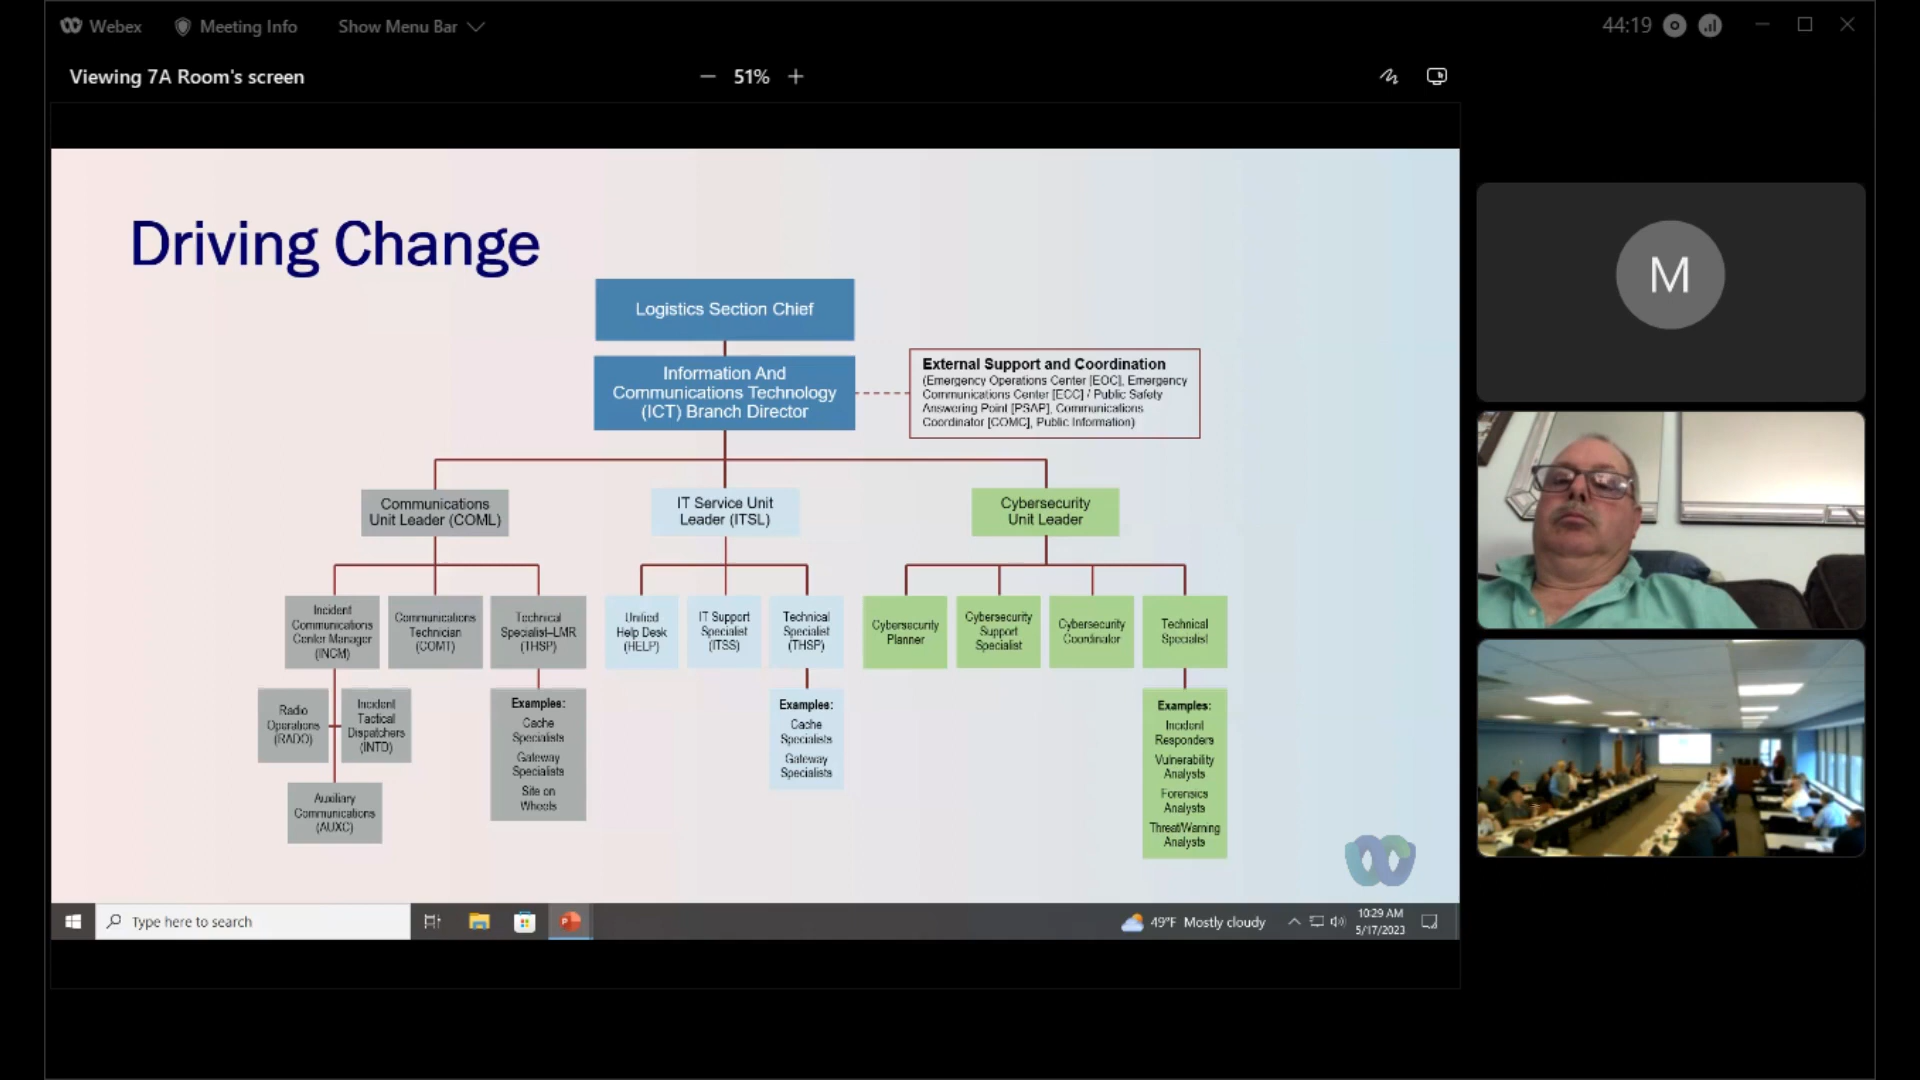 Webex
Meeting Info
Show Menu Bar
44:19
Viewing 7A Room's screen
51%
M
Driving Change
Logistics Section Chief
Information And
Communications Technology
(ICT) Branch Director
External Support and Coordination
(Emergency Operations Center [EOC], Emergency
Communications Center [ECC] / Public Safety
Answering Point [PSAP], Communications
Coordinator [COMC], Public Information)
Communications
Unit Leader (COML)
IT Service Unit
Leader (ITSL)
Cybersecurity
Unit Leader
Incident
Communications
Center Manager
(INCM)
Communications
Technician
(COMT)
Technical
Specialist–LMR
(THSP)
Unified
Help Desk
(HELP)
IT Support
Specialist
(ITSS)
Technical
Specialist
(THSP)
Cybersecurity
Planner
Cybersecurity
Support
Specialist
Cybersecurity
Coordinator
Technical
Specialist
Radio
Operations
(RADO)
Incident
Tactical
Dispatchers
(INTD)
Auxiliary
Communications
(AUXC)
Examples:
Cache
Specialists
Gateway
Specialists
Site on
Wheels
Examples:
Cache
Specialists
Gateway
Specialists
Examples:
Incident
Responders
Vulnerability
Analysts
Forensics
Analysts
Threat/Warning
Analysts
Type here to search
49°F Mostly cloudy
10:29 AM
5/17/2023